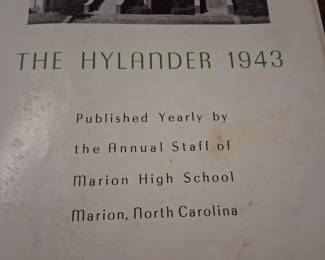 THE HYLANDER 1943
Published Yearly by
the Annual Staff of
Marion High School
Marion, North Carolina